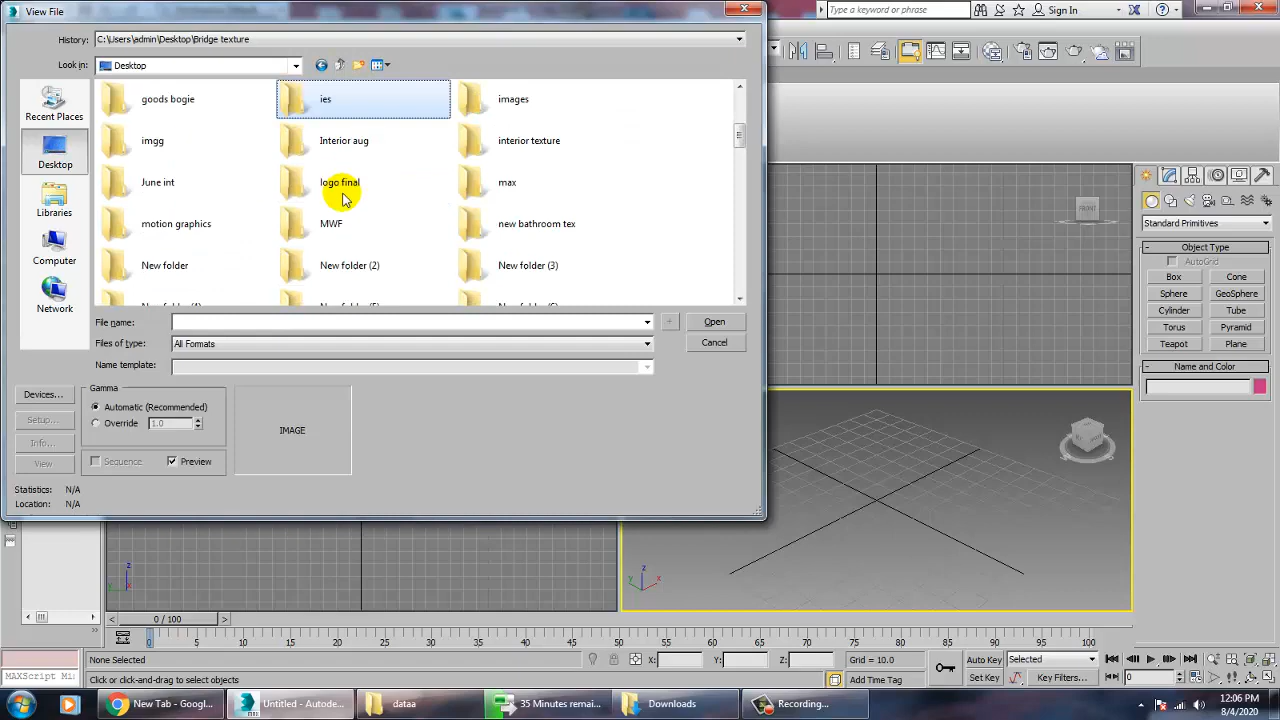 View File
Type a keyword or phrase
Sign In
History:
C:\Users\admin\Desktop\Bridge texture
Look in:
Desktop
Recent Places
Desktop
Libraries
Computer
Network
goods bogie
ies
images
imgg
Interior aug
interior texture
June int
logo final
max
motion graphics
MWF
new bathroom tex
New folder
New folder (2)
New folder (3)
File name:
Open
Files of type:
All Formats
Cancel
Name template:
Devices...
Setup...
Info...
View
Gamma
Automatic (Recommended)
Override
1.0
Sequence
Preview
IMAGE
Statistics:
N/A
Location:
N/A
FRONT
Standard Primitives
Object Type
AutoGrid
Box
Cone
Sphere
GeoSphere
Cylinder
Tube
Torus
Pyramid
Teapot
Plane
Name and Color
z
y
x
z
y
x
0 / 100
0 5 10 15 20 25 30 35 40 45 50 55 60 65 70 75 80 85 90 95 100
None Selected
X:
Y:
Z:
Grid = 10.0
Auto Key
Selected
MAXScript Mi
Click or click-and-drag to select objects
Add Time Tag
Set Key
Key Filters...
0
New Tab - Googl...
Untitled - Autode...
dataa
35 Minutes remai...
Downloads
Recording...
12:06 PM
8/4/2020